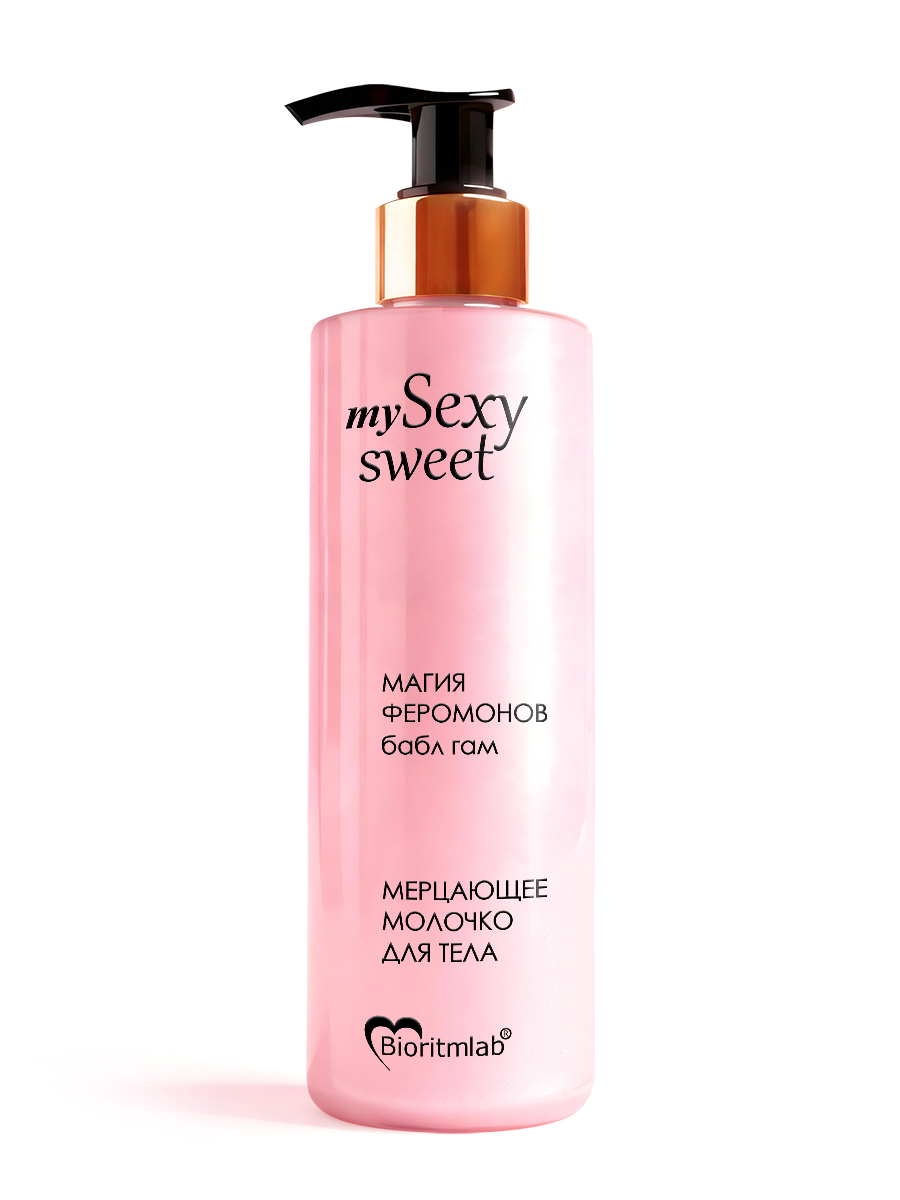 my Sexy
sweet
МАГИЯ
ФЕРОМОНОВ
бабл гам
МЕРЦАЮЩЕЕ
МОЛОЧКО
ДЛЯ ТЕЛА
Bioritmlab®